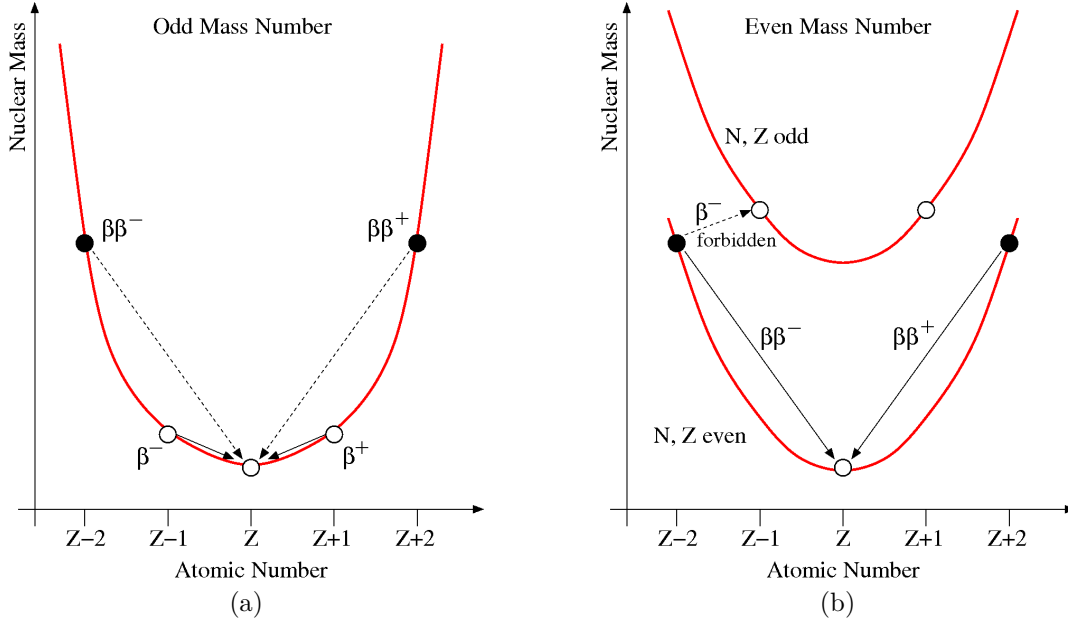 Odd Mass Number
Nuclear Mass
ββ⁻
ββ⁺
β⁻
β⁺
Z−2 Z−1 Z Z+1 Z+2
Atomic Number
(a)
Even Mass Number
Nuclear Mass
N, Z odd
β⁻
forbidden
ββ⁻
ββ⁺
N, Z even
Z−2 Z−1 Z Z+1 Z+2
Atomic Number
(b)